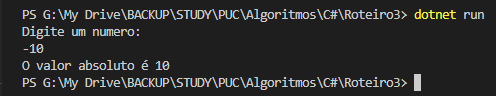 PS G:\My Drive\BACKUP\STUDY\PUC\Algoritmos\C#\Roteiro3> dotnet run
Digite um numero:
-10
O valor absoluto é 10
PS G:\My Drive\BACKUP\STUDY\PUC\Algoritmos\C#\Roteiro3>